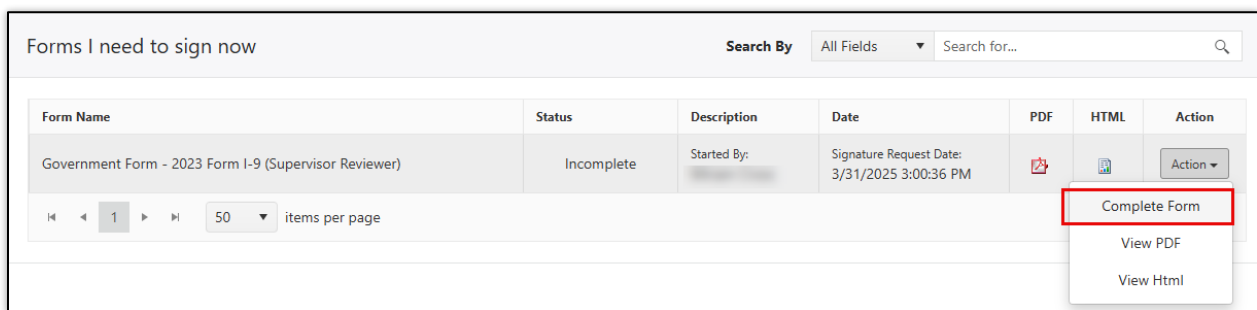 Forms I need to sign now
Search By All Fields Search for...
Form Name Status Description Date PDF HTML Action
Government Form - 2023 Form I-9 (Supervisor Reviewer) Incomplete Started By: Signature Request Date: 3/31/2025 3:00:36 PM Action
Complete Form
1 50 items per page
View PDF
View Html